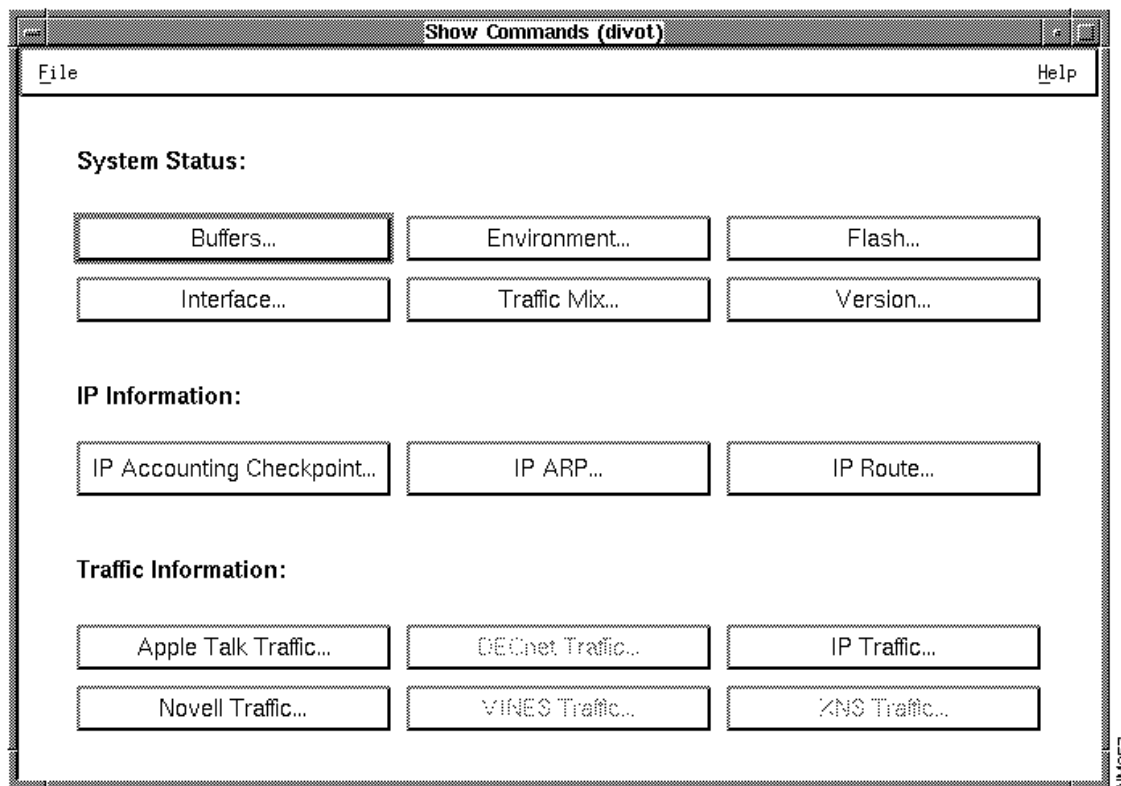 Show Commands (divot)
File Help
System Status:
Buffers... Environment... Flash...
Interface... Traffic Mix... Version...
IP Information:
IP Accounting Checkpoint... IP ARP... IP Route...
Traffic Information:
Apple Talk Traffic... DECnet Traffic... IP Traffic...
Novell Traffic... VINES Traffic... XNS Traffic...